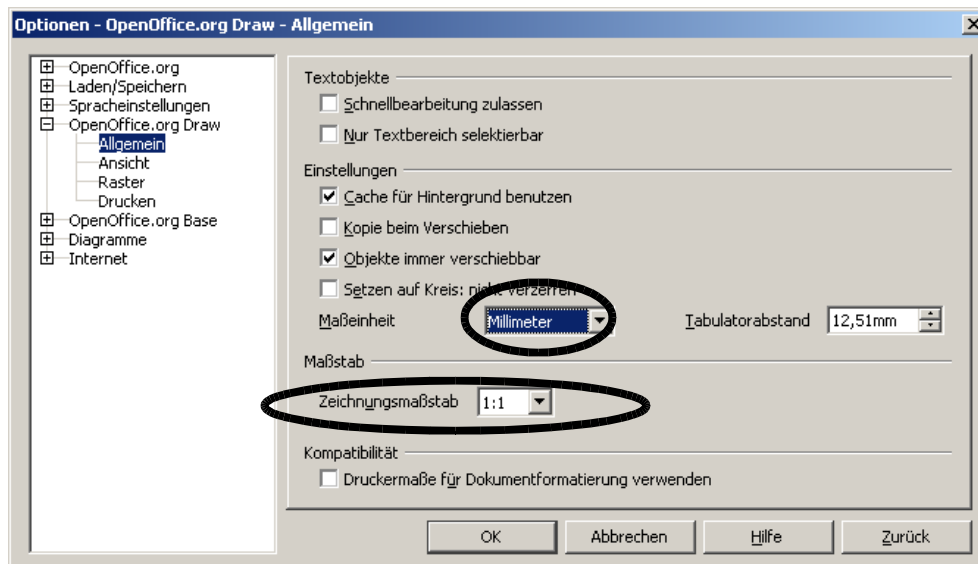 Optionen - OpenOffice.org Draw - Allgemein
OpenOffice.org
Laden/Speichern
Spracheinstellungen
OpenOffice.org Draw
Allgemein
Ansicht
Raster
Drucken
OpenOffice.org Base
Diagramme
Internet
Textobjekte
Schnellbearbeitung zulassen
Nur Textbereich selektierbar
Einstellungen
Cache für Hintergrund benutzen
Kopie beim Verschieben
Objekte immer verschiebbar
Setzen auf Kreis: nicht verzerren
Maßeinheit Millimeter Tabulatorabstand 12,51mm
Maßstab
Zeichnungsmaßstab 1:1
Kompatibilität
Druckermaße für Dokumentformatierung verwenden
OK Abbrechen Hilfe Zurück